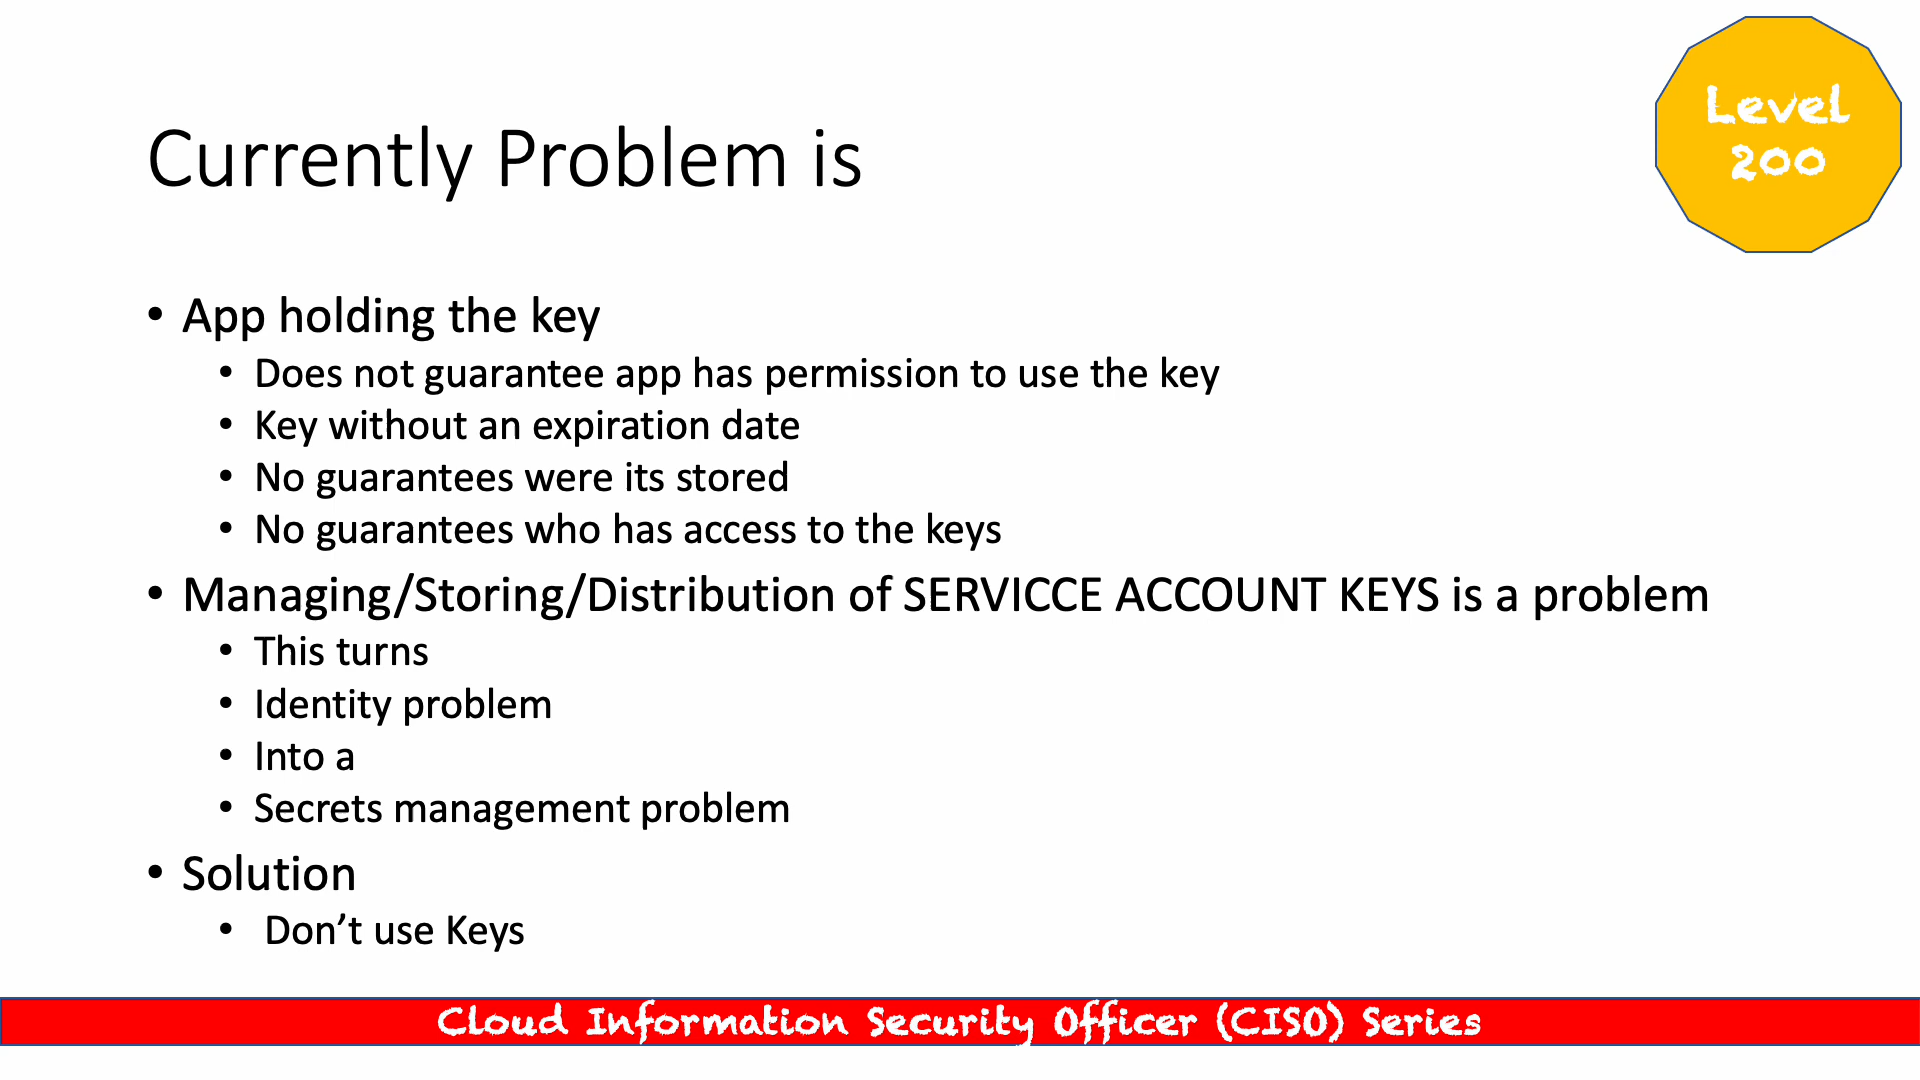 Level
200
Currently Problem is
• App holding the key
• Does not guarantee app has permission to use the key
• Key without an expiration date
• No guarantees were its stored
• No guarantees who has access to the keys
• Managing/Storing/Distribution of SERVICCE ACCOUNT KEYS is a problem
• This turns
• Identity problem
• Into a
• Secrets management problem
• Solution
• Don’t use Keys
Cloud Information Security Officer (CISO) Series